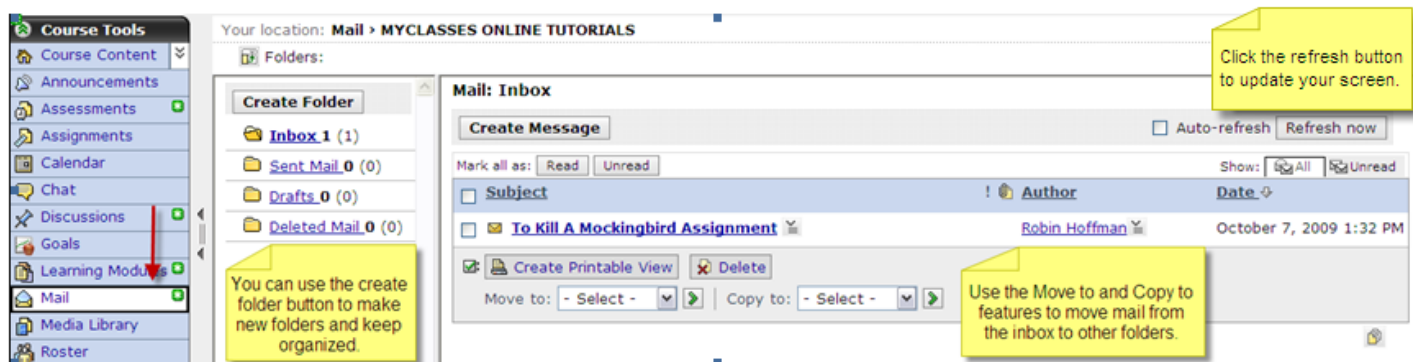 Course Tools
Course Content
Announcements
Assessments
Assignments
Calendar
Chat
Discussions
Goals
Learning Modules
Mail
Media Library
Roster
Your location: Mail › MYCLASSES ONLINE TUTORIALS
Folders:
Create Folder
Inbox 1 (1)
Sent Mail 0 (0)
Drafts 0 (0)
Deleted Mail 0 (0)
You can use the create
folder button to make
new folders and keep
organized.
Mail: Inbox
Create Message
Auto-refresh Refresh now
Click the refresh button
to update your screen.
Mark all as: Read Unread
Show: All Unread
Subject ! Author Date
To Kill A Mockingbird Assignment Robin Hoffman October 7, 2009 1:32 PM
Create Printable View Delete
Move to: - Select - Copy to: - Select -
Use the Move to and Copy to
features to move mail from
the inbox to other folders.